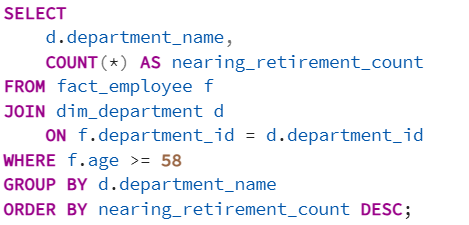 SELECT
    d.department_name,
    COUNT(*) AS nearing_retirement_count
FROM fact_employee f
JOIN dim_department d
    ON f.department_id = d.department_id
WHERE f.age >= 58
GROUP BY d.department_name
ORDER BY nearing_retirement_count DESC;